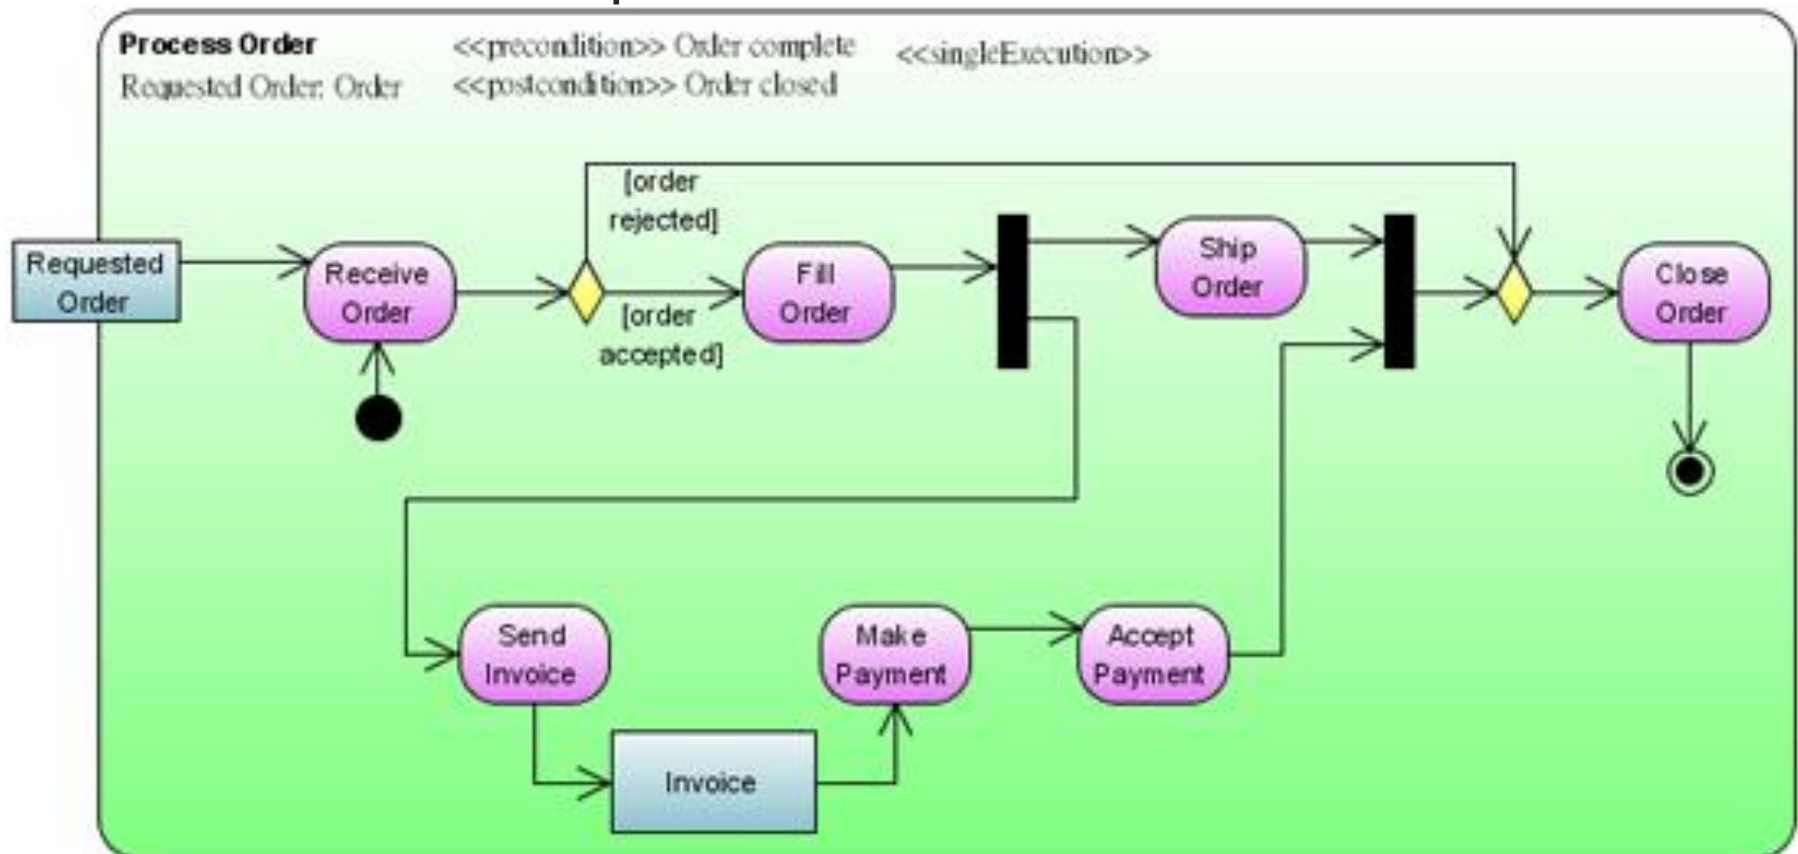 Process Order
<<precondition>> Order complete
<<singleExecution>>
Requested Order: Order
<<postcondition>> Order closed
[order
rejected]
Requested
Order
Receive
Order
[order
accepted]
Fill
Order
Ship
Order
Close
Order
Send
Invoice
Make
Payment
Accept
Payment
Invoice